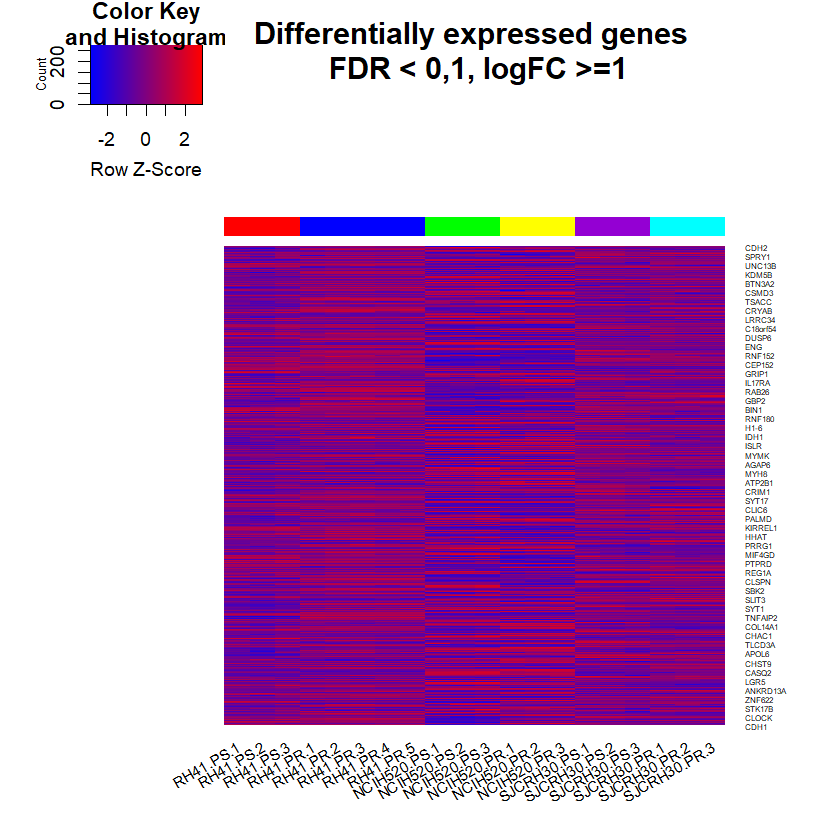 Color Key
and Histogram
Count
0
200
-2
0
2
Row Z-Score
Differentially expressed genes
FDR < 0,1, logFC >=1
CDH2
SPRY1
UNC13B
KDM5B
BTN3A2
CSMD3
TSACC
CRYAB
LRRC34
C18orf54
DUSP6
ENG
RNF152
CEP152
GRIP1
IL17RA
RAB26
GBP2
BIN1
RNF180
H1-6
IDH1
ISLR
MYMK
AGAP6
MYH8
ATP2B1
CRIM1
SYT17
CLIC6
PALMD
KIRREL1
HHAT
PRRG1
MIF4GD
PTPRD
REG1A
CLSPN
SBK2
SLIT3
SYT1
TNFAIP2
COL14A1
CHAC1
TLCD3A
APOL6
CHST9
CASQ2
LGR5
ANKRD13A
ZNF622
STK17B
CLOCK
CDH1
RH41.PS.1
RH41.PS.2
RH41.PS.3
RH41.PR.1
RH41.PR.2
RH41.PR.3
RH41.PR.4
RH41.PR.5
NCIH520.PS.1
NCIH520.PS.2
NCIH520.PS.3
NCIH520.PR.1
NCIH520.PR.2
NCIH520.PR.3
SJCRH30.PS.1
SJCRH30.PS.2
SJCRH30.PS.3
SJCRH30.PR.1
SJCRH30.PR.2
SJCRH30.PR.3